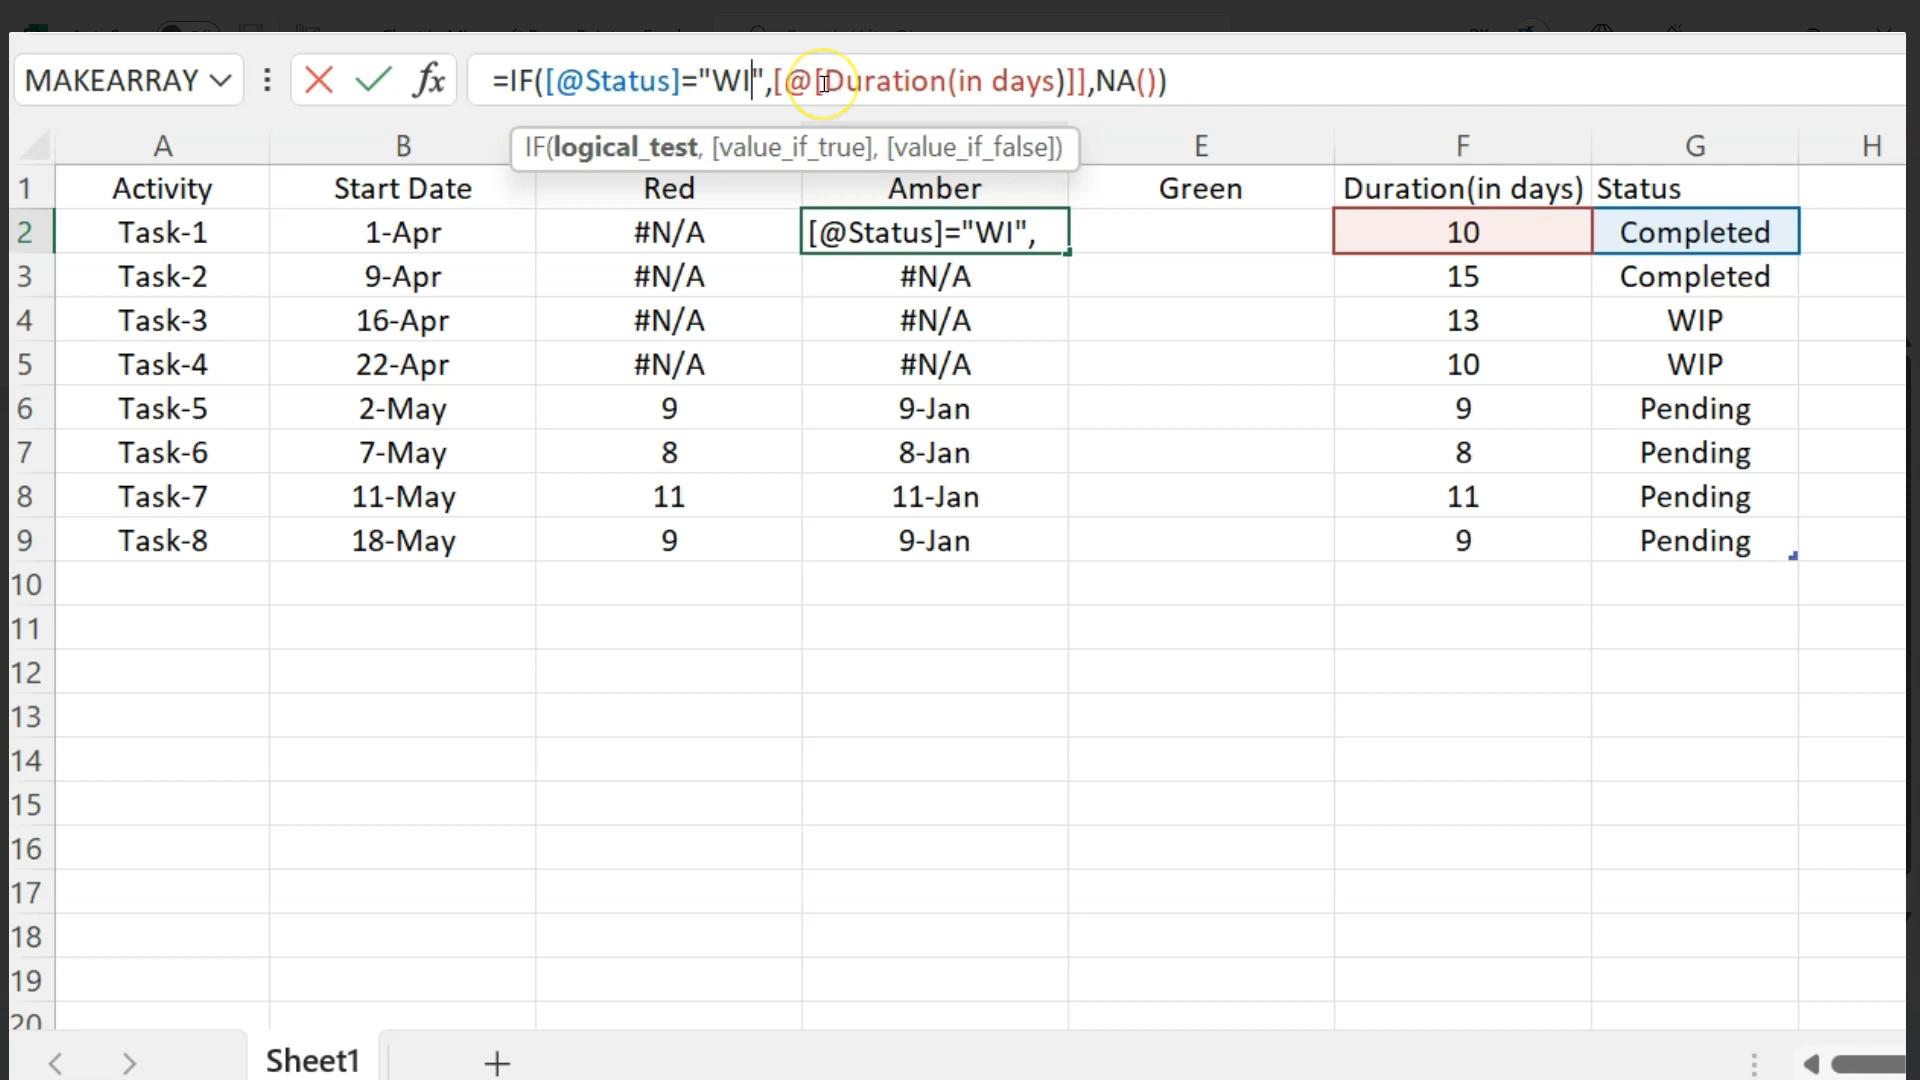 MAKEARRAY fx =IF([@Status]="WI",[@[Duration(in days)]],NA())
IF(logical_test, [value_if_true], [value_if_false])
A B E F G H
1 Activity Start Date Red Amber Green Duration(in days) Status
2 Task-1 1-Apr #N/A [@Status]="WI", 10 Completed
3 Task-2 9-Apr #N/A #N/A 15 Completed
4 Task-3 16-Apr #N/A #N/A 13 WIP
5 Task-4 22-Apr #N/A #N/A 10 WIP
6 Task-5 2-May 9 9-Jan 9 Pending
7 Task-6 7-May 8 8-Jan 8 Pending
8 Task-7 11-May 11 11-Jan 11 Pending
9 Task-8 18-May 9 9-Jan 9 Pending
10
11
12
13
14
15
16
17
18
19
20
Sheet1